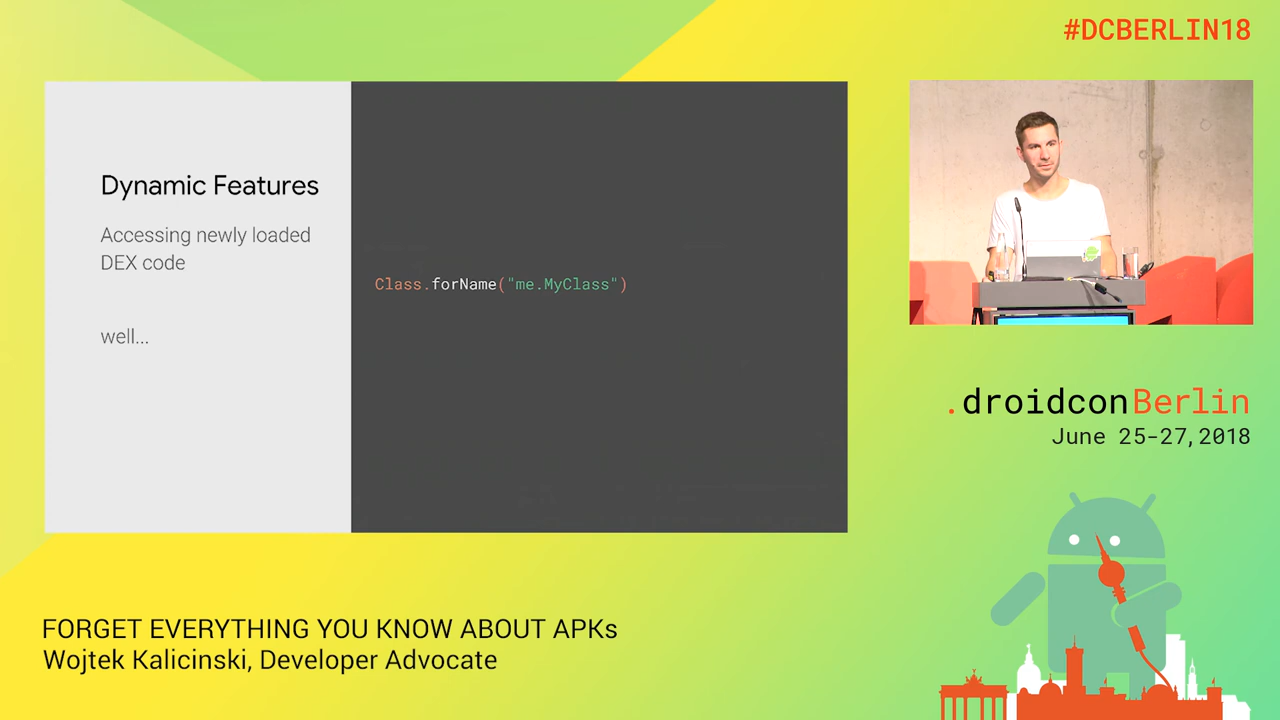 #DCBERLIN18
Dynamic Features
Accessing newly loaded
DEX code
well...
Class.forName("me.MyClass")
.droidconBerlin
June 25-27, 2018
FORGET EVERYTHING YOU KNOW ABOUT APKs
Wojtek Kalicinski, Developer Advocate